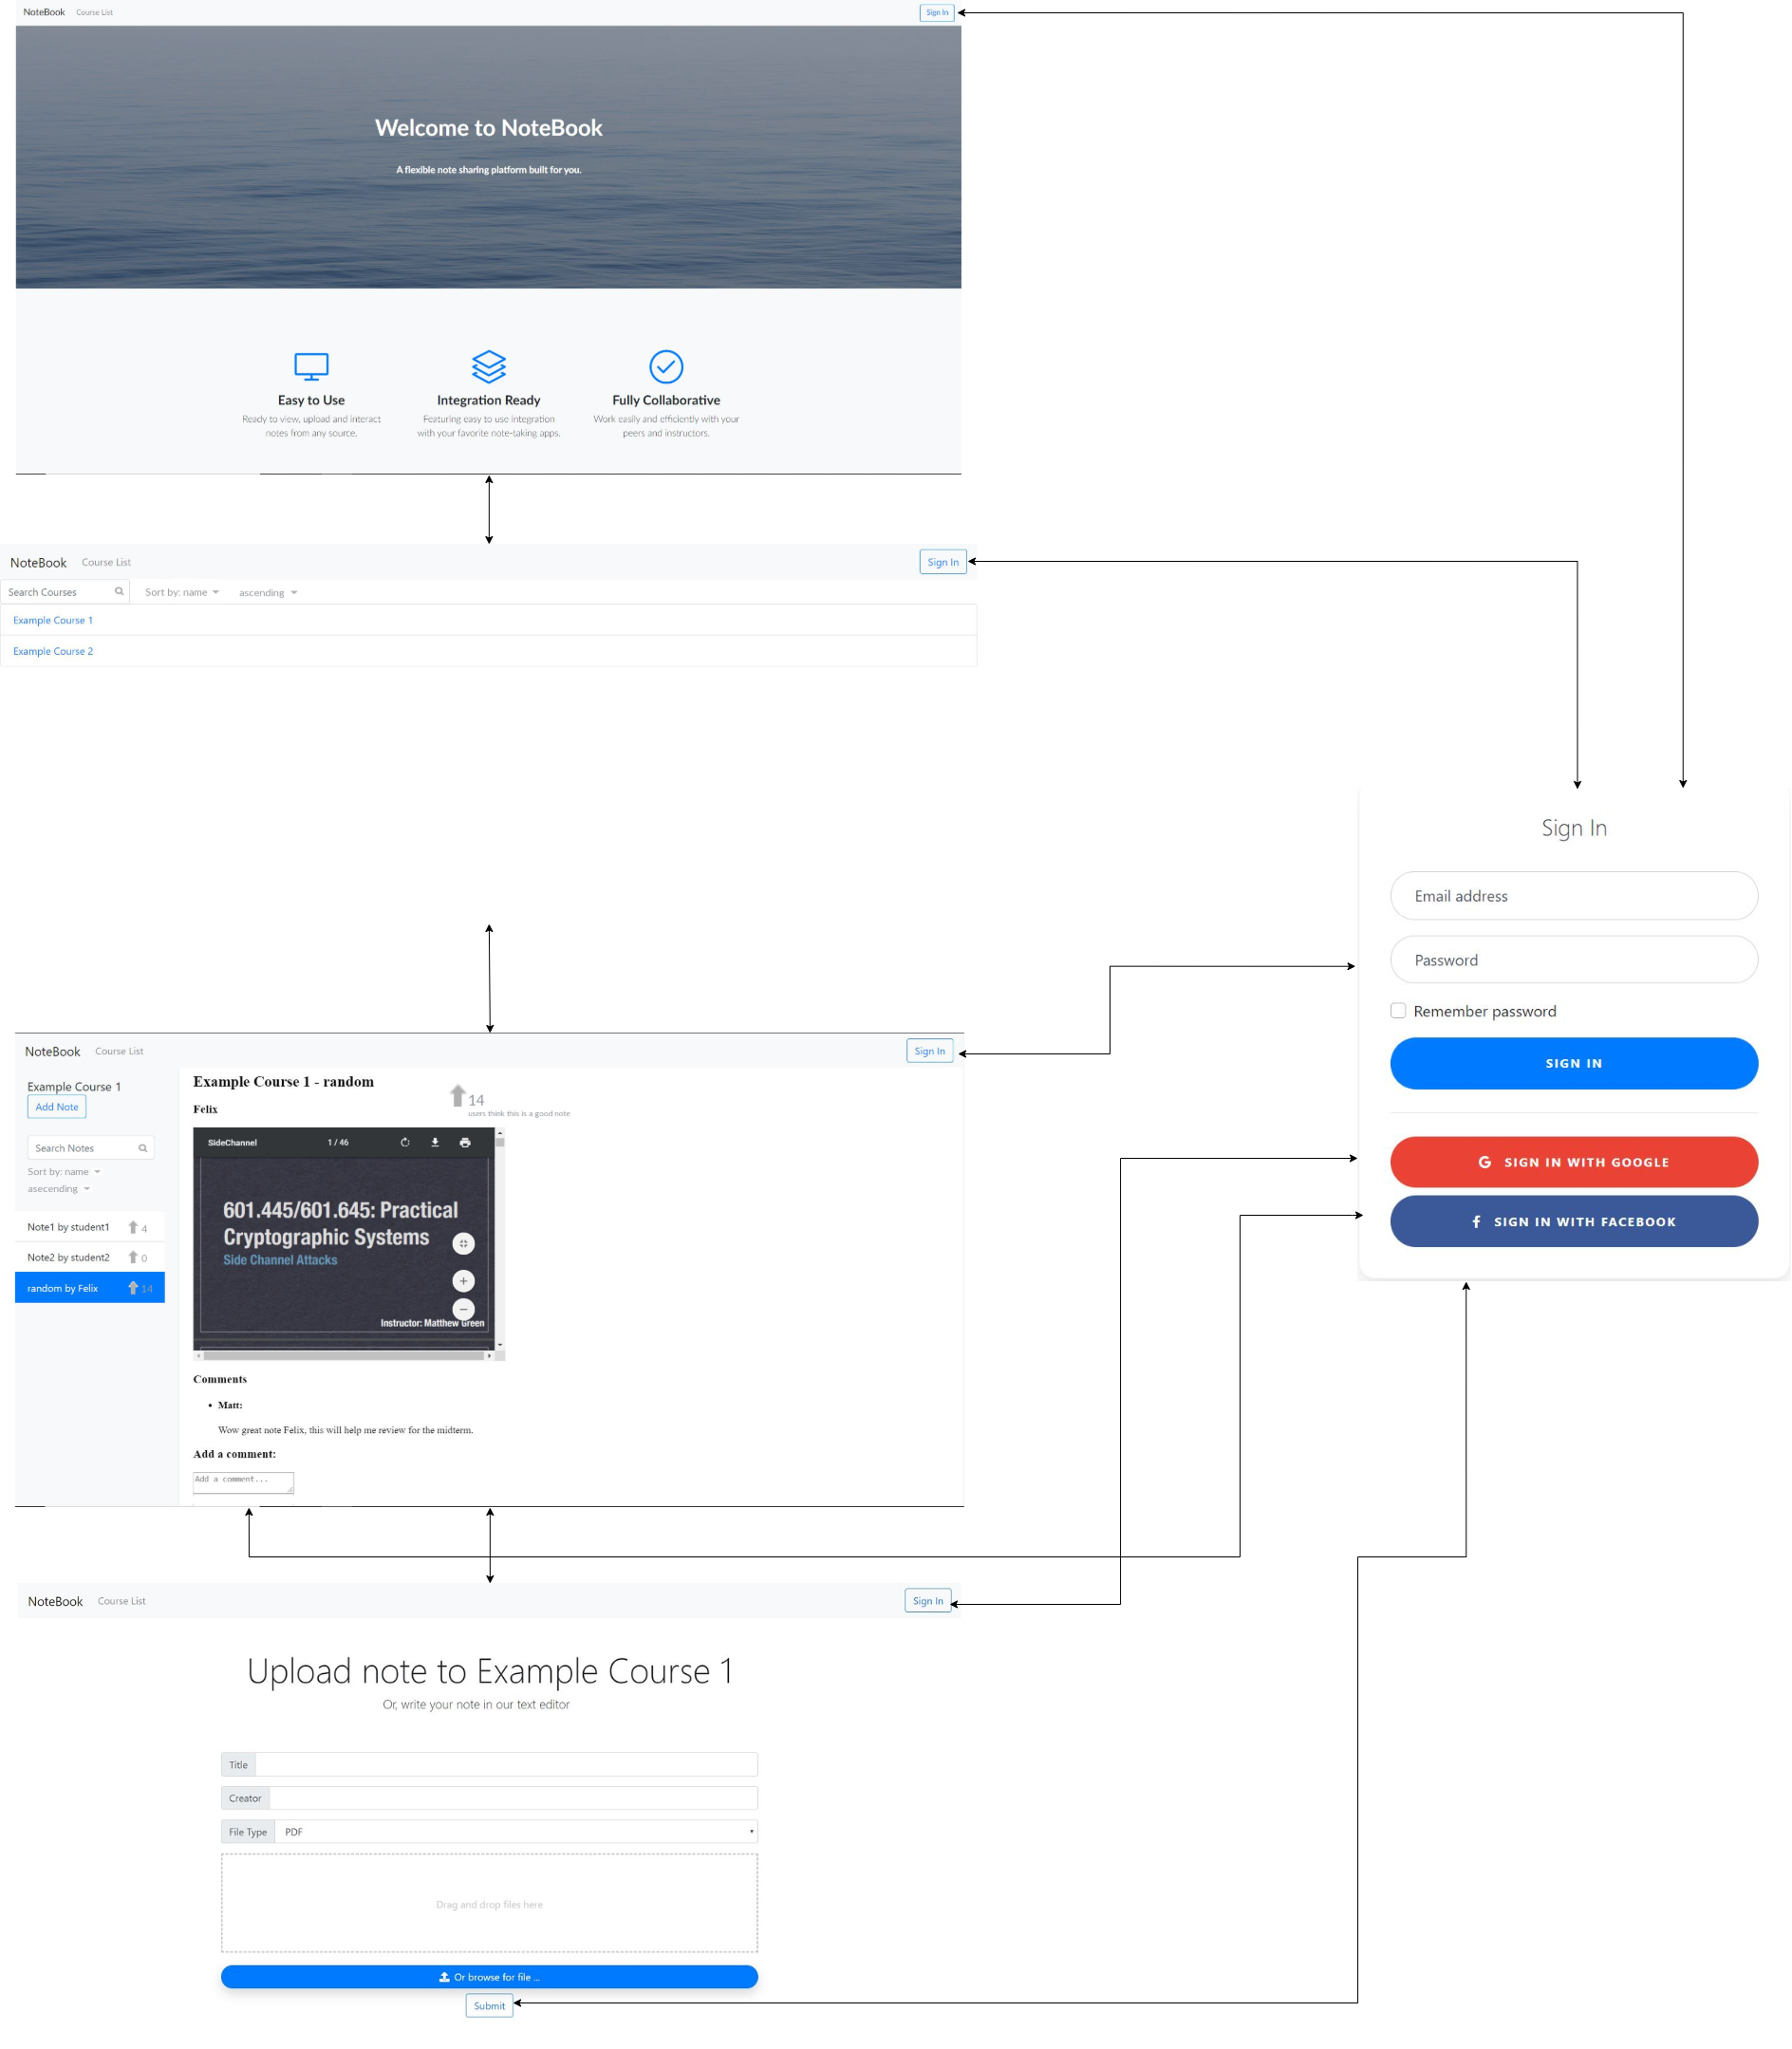 NoteBook Course List Sign In
Welcome to NoteBook
A flexible note sharing platform built for you.
Easy to Use
Ready to view, upload and interact
notes from any source.
Integration Ready
Featuring easy to use integration
with your favorite note-taking apps.
Fully Collaborative
Work easily and efficiently with your
peers and instructors.
NoteBook Course List Sign In
Search Courses Sort by: name ascending
Example Course 1
Example Course 2
Sign In
Email address
Password
Remember password
SIGN IN
G SIGN IN WITH GOOGLE
f SIGN IN WITH FACEBOOK
NoteBook Course List Sign In
Example Course 1
Add Note
Search Notes
Sort by: name
asecending
Note1 by student1 4
Note2 by student2 0
random by Felix 14
Example Course 1 - random
14
users think this is a good note
Felix
SideChannel 1 / 46
601.445/601.645: Practical
Cryptographic Systems
Side Channel Attacks
Instructor: Matthew Green
Comments
• Matt:
Wow great note Felix, this will help me review for the midterm.
Add a comment:
Add a comment...
NoteBook Course List Sign In
Upload note to Example Course 1
Or, write your note in our text editor
Title
Creator
File Type PDF
Drag and drop files here
Or browse for file ...
Submit